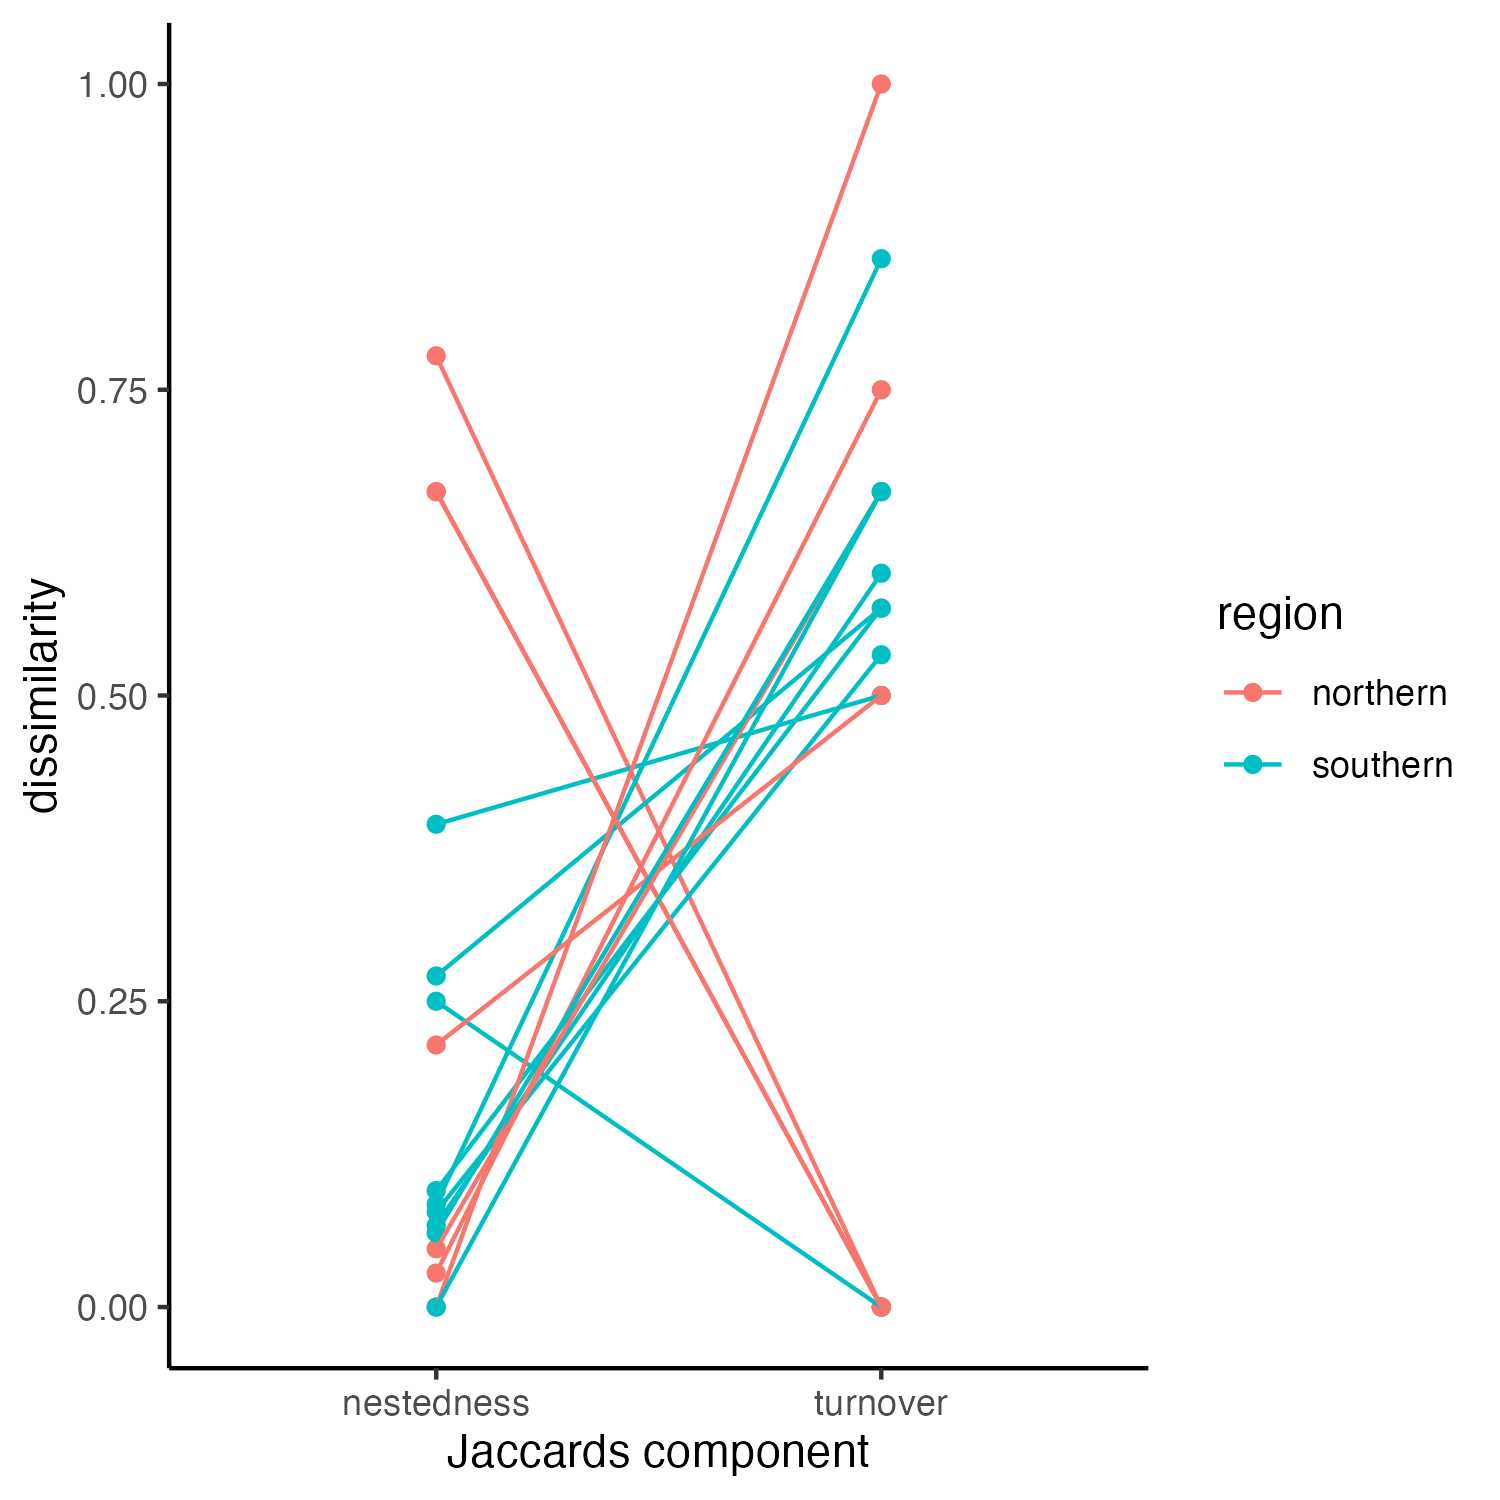 1.00
0.75
0.50
0.25
0.00
dissimilarity
nestedness
turnover
Jaccards component
region
northern
southern